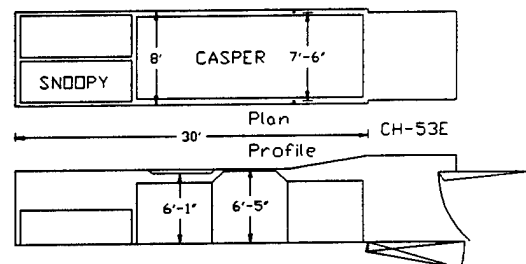 8' CASPER 7'-6"
SNOOPY
Plan
30' CH-53E
Profile
6'-1" 6'-5"